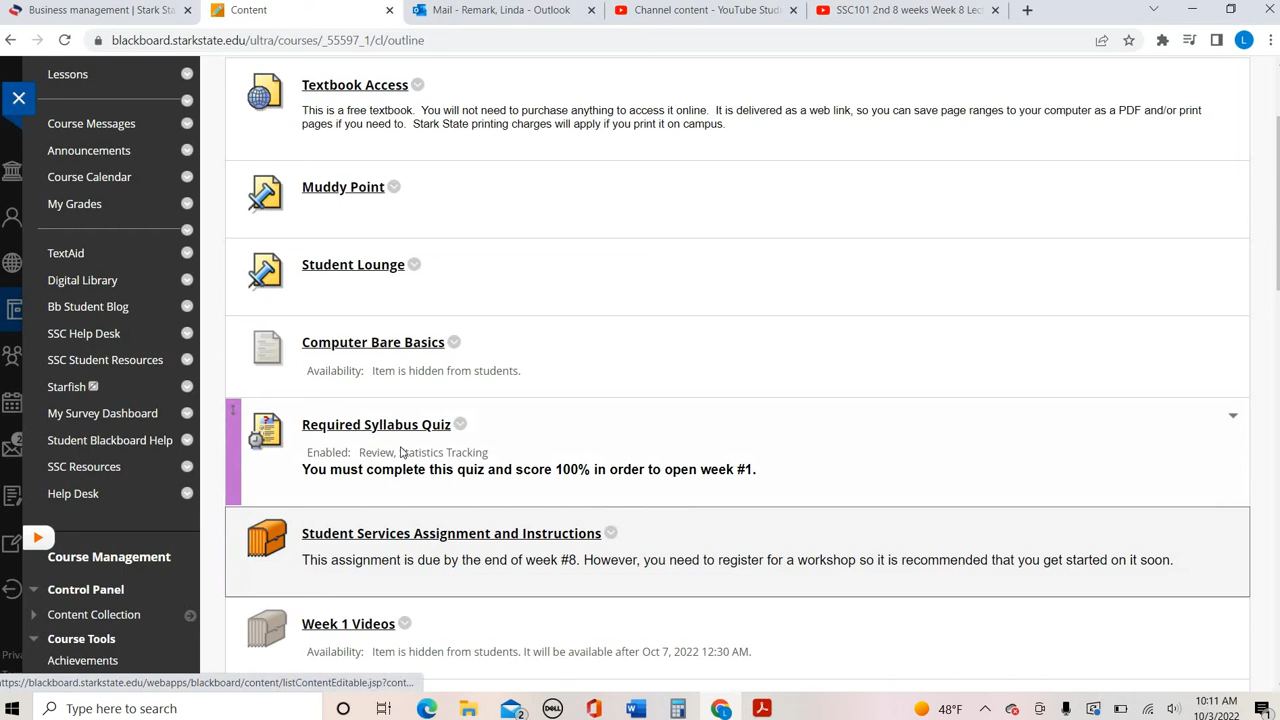 Business management | Stark Sta
Content
Mail - Remark, Linda - Outlook
Channel content - YouTube Stud
SSC101 2nd 8 weeks Week 8 Lec
blackboard.starkstate.edu/ultra/courses/_55597_1/cl/outline
L
Lessons
Course Messages
Announcements
Course Calendar
My Grades
TextAid
Digital Library
Bb Student Blog
SSC Help Desk
SSC Student Resources
Starfish
My Survey Dashboard
Student Blackboard Help
SSC Resources
Help Desk
Course Management
Control Panel
Content Collection
Course Tools
Achievements
Textbook Access
This is a free textbook. You will not need to purchase anything to access it online. It is delivered as a web link, so you can save page ranges to your computer as a PDF and/or print
pages if you need to. Stark State printing charges will apply if you print it on campus.
Muddy Point
Student Lounge
Computer Bare Basics
Availability: Item is hidden from students.
Required Syllabus Quiz
Enabled: Review, Statistics Tracking
You must complete this quiz and score 100% in order to open week #1.
Student Services Assignment and Instructions
This assignment is due by the end of week #8. However, you need to register for a workshop so it is recommended that you get started on it soon.
Week 1 Videos
Availability: Item is hidden from students. It will be available after Oct 7, 2022 12:30 AM.
https://blackboard.starkstate.edu/webapps/blackboard/content/listContentEditable.jsp?cont...
Type here to search
48°F
10:11 AM
10/3/2022